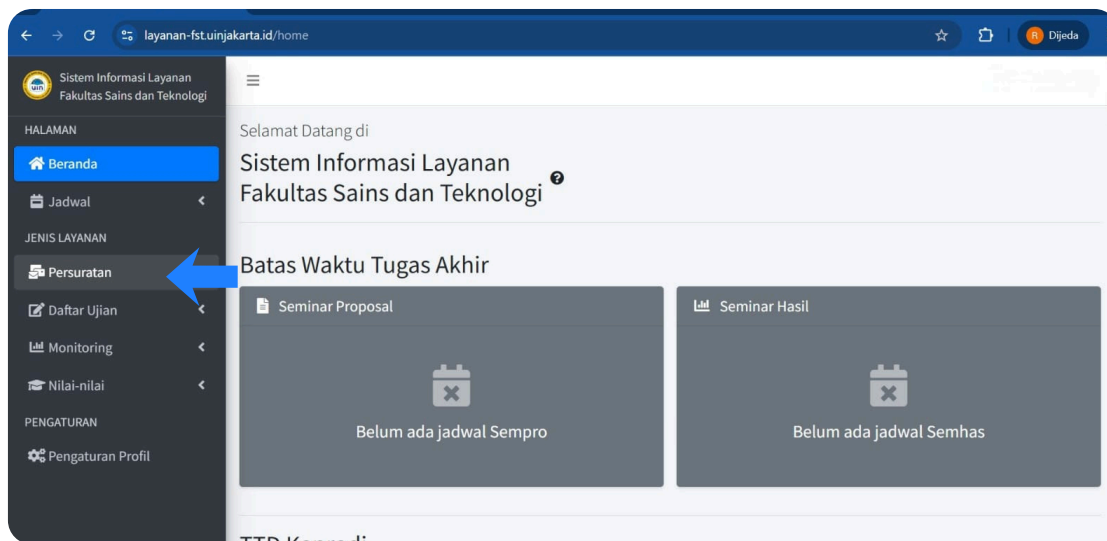 layanan-fst.uinjakarta.id/home
R Dijeda
Sistem Informasi Layanan
Fakultas Sains dan Teknologi
HALAMAN
Beranda
Jadwal
JENIS LAYANAN
Persuratan
Daftar Ujian
Monitoring
Nilai-nilai
PENGATURAN
Pengaturan Profil
Selamat Datang di
Sistem Informasi Layanan
Fakultas Sains dan Teknologi
Batas Waktu Tugas Akhir
Seminar Proposal
Belum ada jadwal Sempro
Seminar Hasil
Belum ada jadwal Semhas